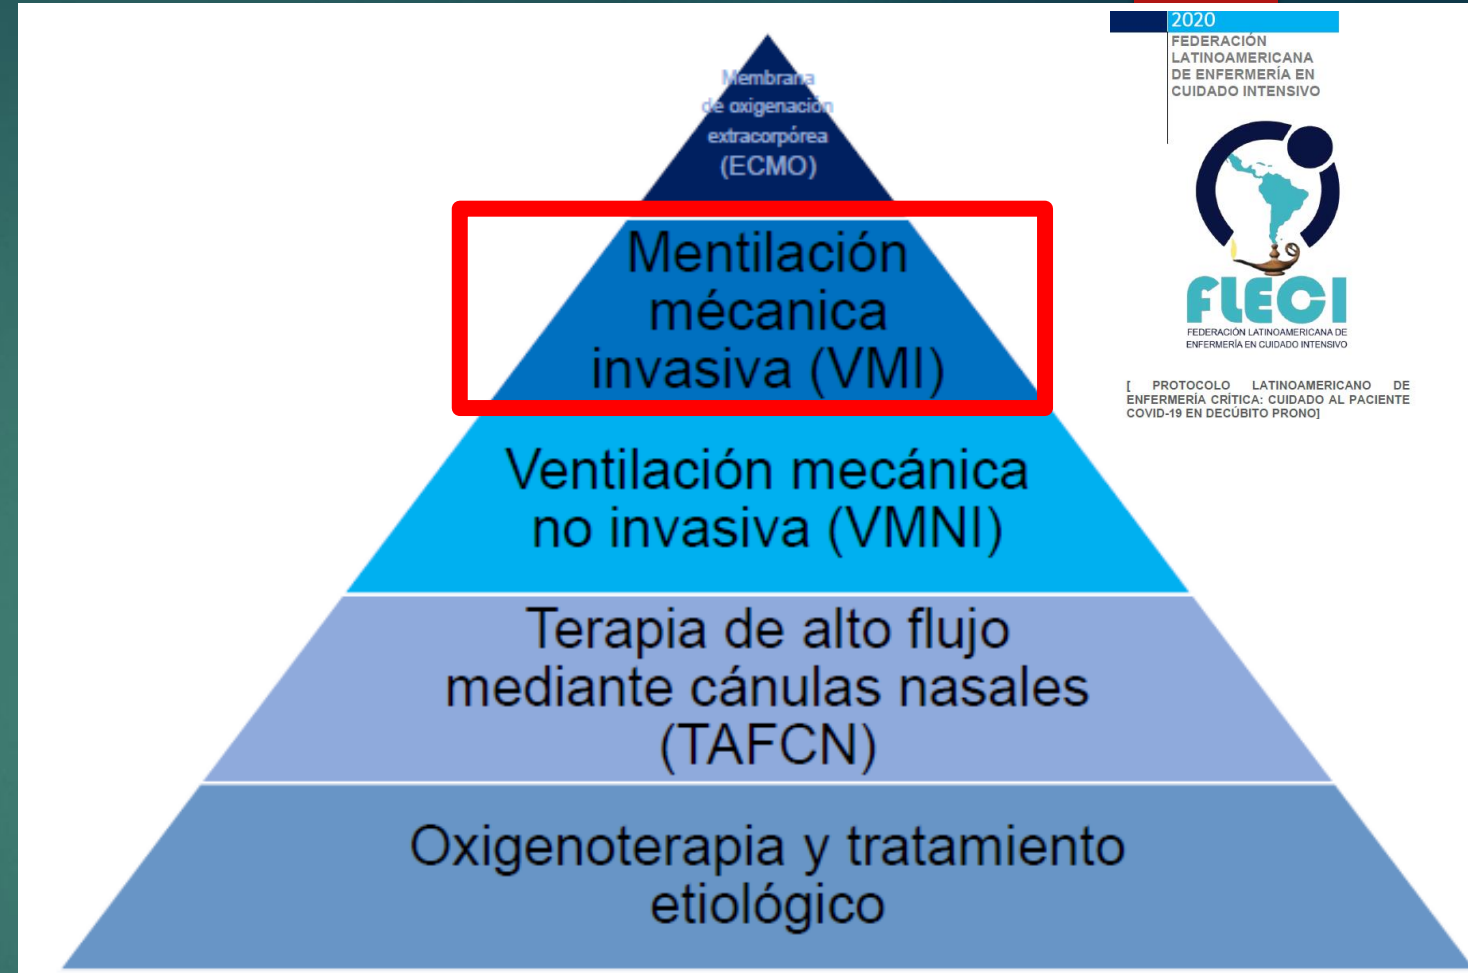 Membrana
de oxigenación
extracorpórea
(ECMO)
Mentilación
mécanica
invasiva (VMI)
Ventilación mecánica
no invasiva (VMNI)
Terapia de alto flujo
mediante cánulas nasales
(TAFCN)
Oxigenoterapia y tratamiento
etiológico
2020
FEDERACIÓN
LATINOAMERICANA
DE ENFERMERÍA EN
CUIDADO INTENSIVO
FLECI
FEDERACIÓN LATINOAMERICANA DE
ENFERMERÍA EN CUIDADO INTENSIVO
[ PROTOCOLO LATINOAMERICANO DE
ENFERMERÍA CRÍTICA: CUIDADO AL PACIENTE
COVID-19 EN DECÚBITO PRONO]